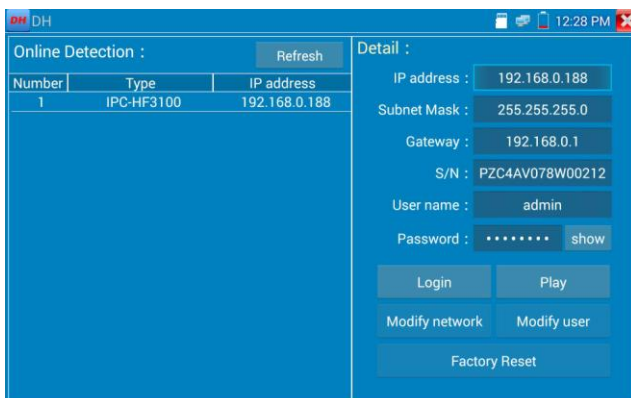 DH DH 12:28 PM
Online Detection : Refresh
Number Type IP address
1 IPC-HF3100 192.168.0.188
Detail :
IP address : 192.168.0.188
Subnet Mask : 255.255.255.0
Gateway : 192.168.0.1
S/N : PZC4AV078W00212
User name : admin
Password : •••••••• show
Login Play
Modify network Modify user
Factory Reset